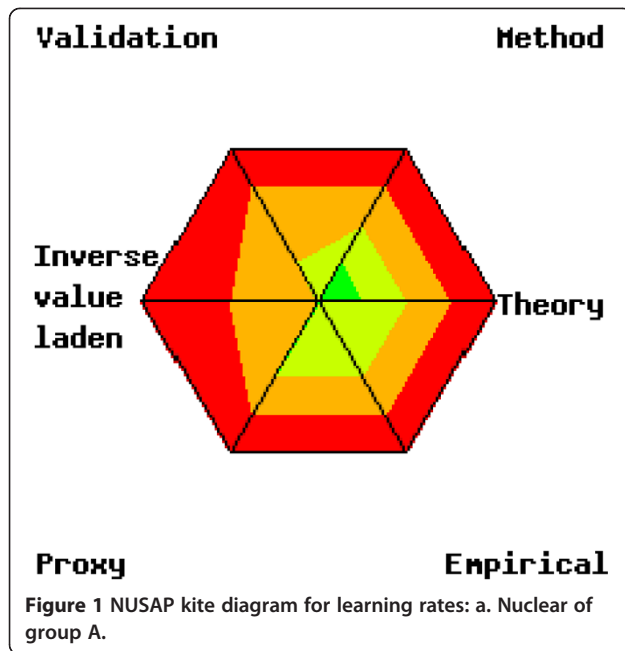 Validation
Method
Inverse
value
laden
Theory
Proxy
Empirical
Figure 1 NUSAP kite diagram for learning rates: a. Nuclear of
group A.